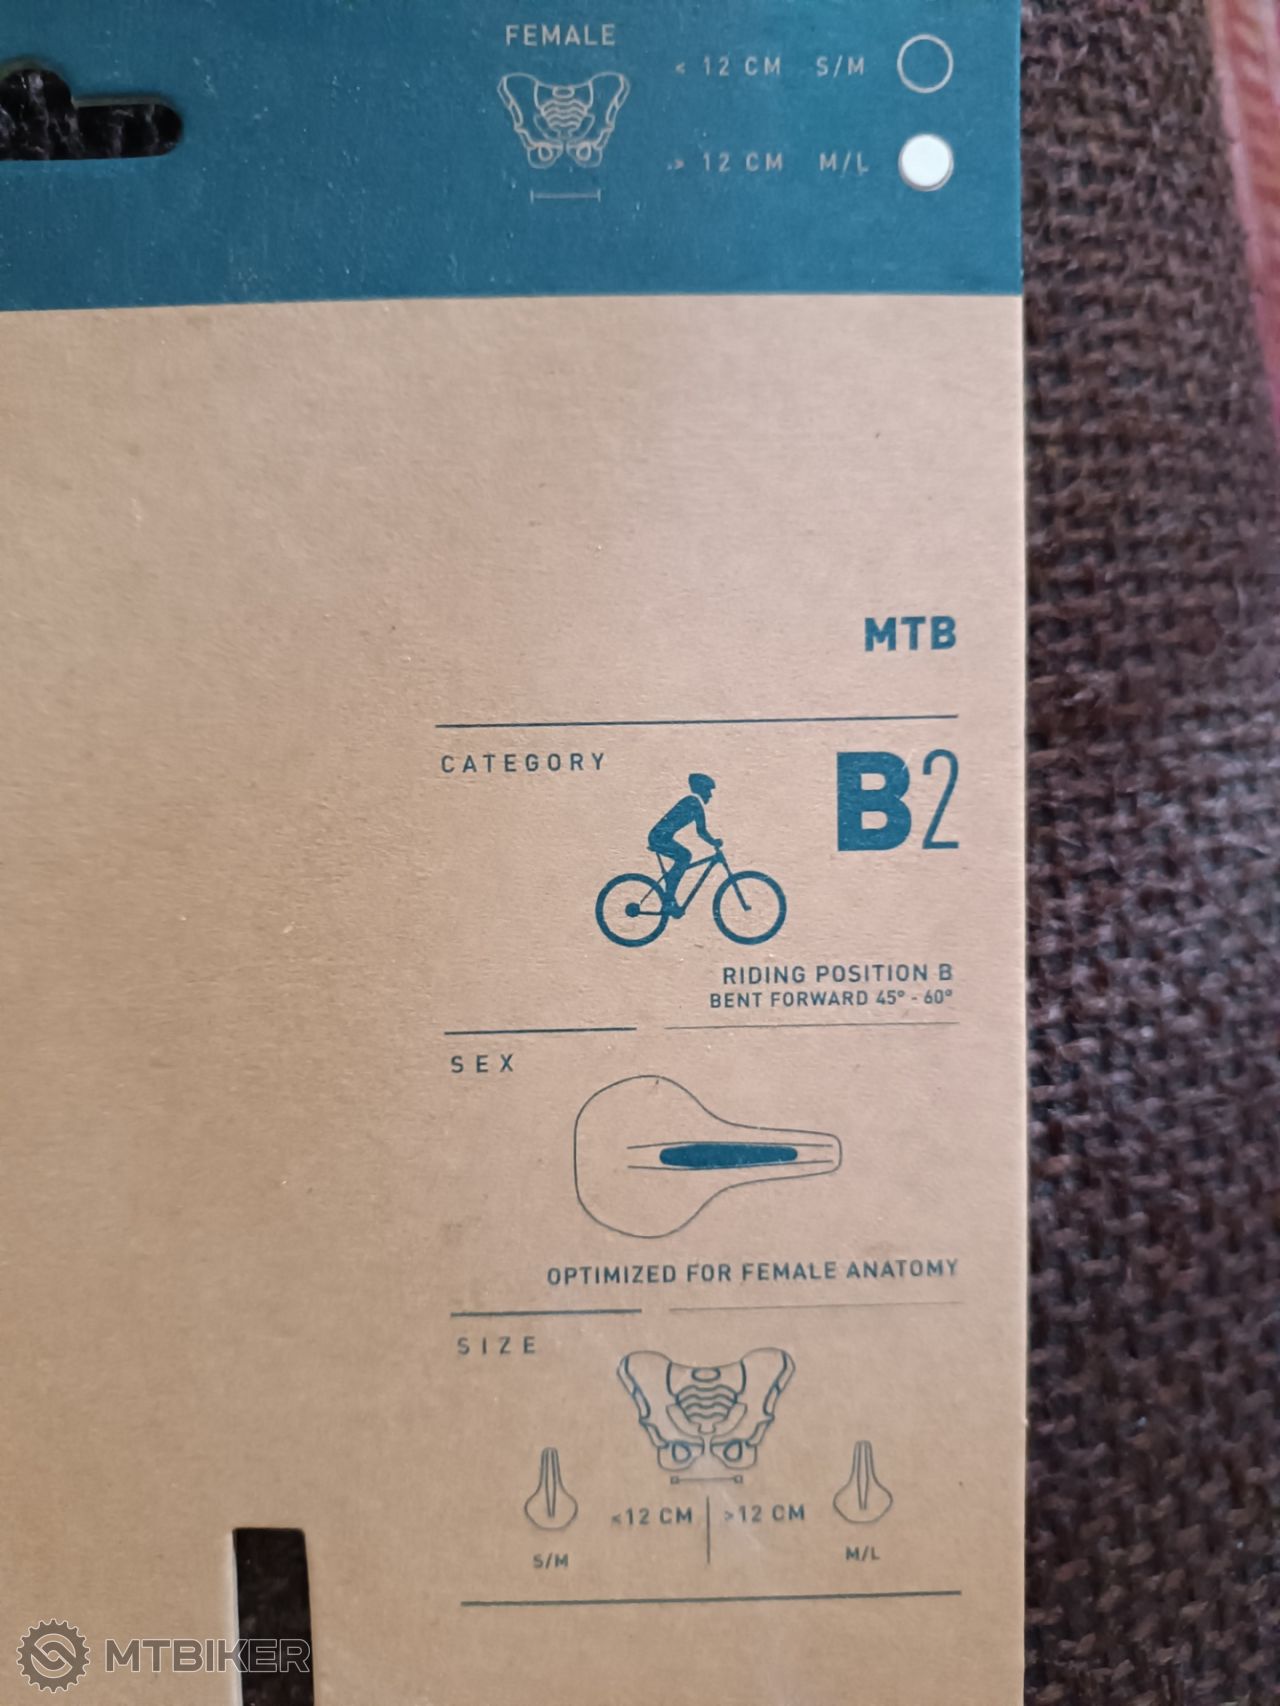 FEMALE
< 12 CM S/M
> 12 CM M/L
MTB
CATEGORY
B2
RIDING POSITION B
BENT FORWARD 45° - 60°
SEX
OPTIMIZED FOR FEMALE ANATOMY
SIZE
≤12 CM >12 CM
S/M M/L
MTBIKER